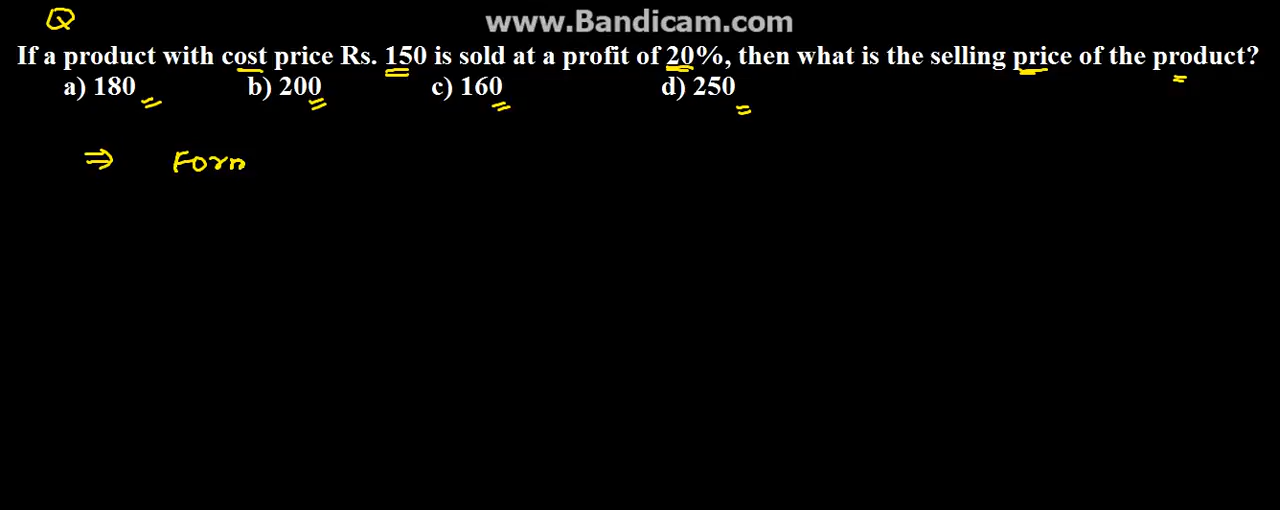 www.Bandicam.com
Q
If a product with cost price Rs. 150 is sold at a profit of 20%, then what is the selling price of the product?
a) 180 b) 200 c) 160 d) 250
⇒ Form